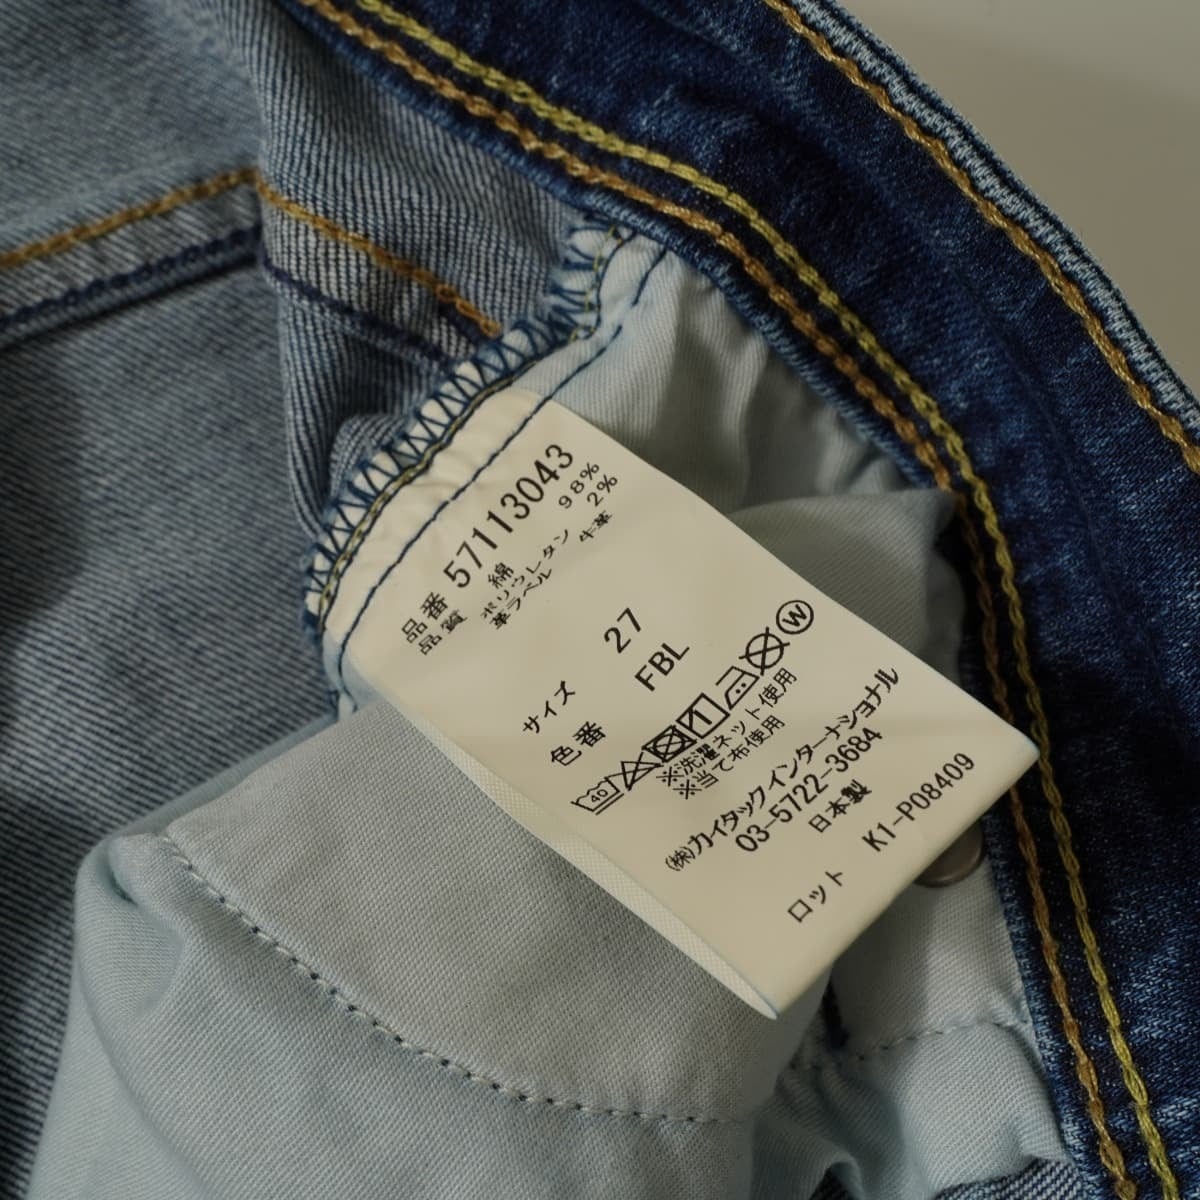 品番 57113043
品質 綿 98%
ポリウレタン 2%
革ラベル 牛革
サイズ 27
色番 FBL
40 1 W
※洗濯ネット使用
※当て布使用
(株)カイタックインターナショナル
03-5722-3684
日本製
ロット K1-P08409